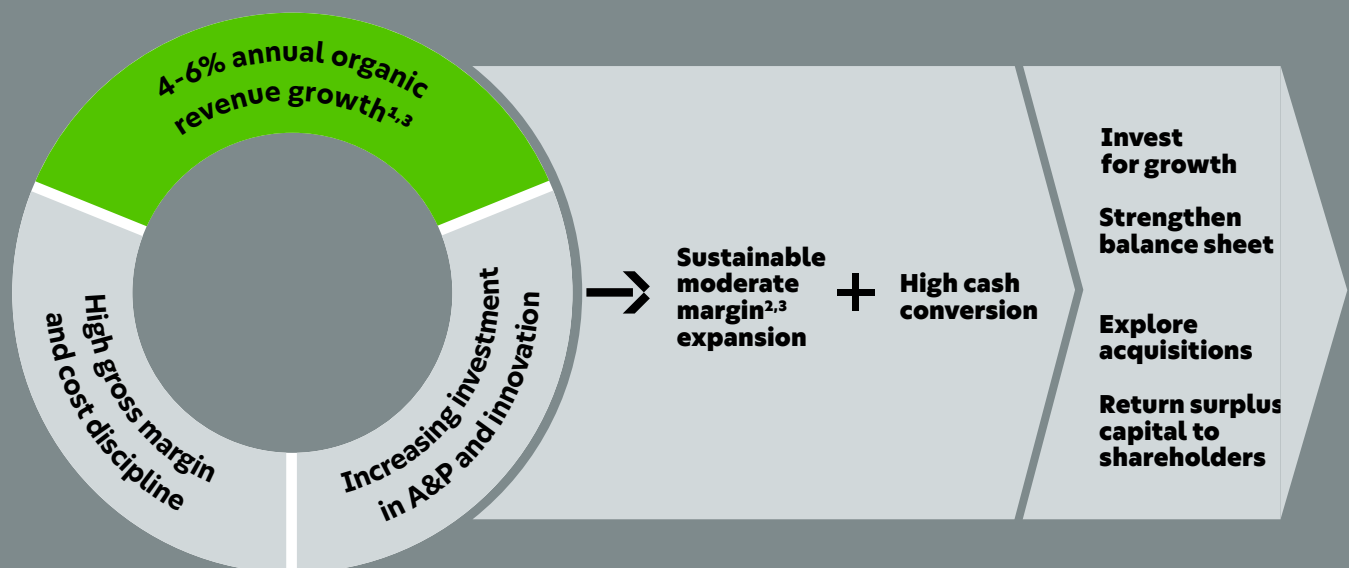 4-6% annual organic
revenue growth¹,³
High gross margin
and cost discipline
Increasing investment
in A&P and innovation
Sustainable
moderate
margin²,³
expansion
+
High cash
conversion
Invest
for growth
Strengthen
balance sheet
Explore
acquisitions
Return surplus
capital to
shareholders